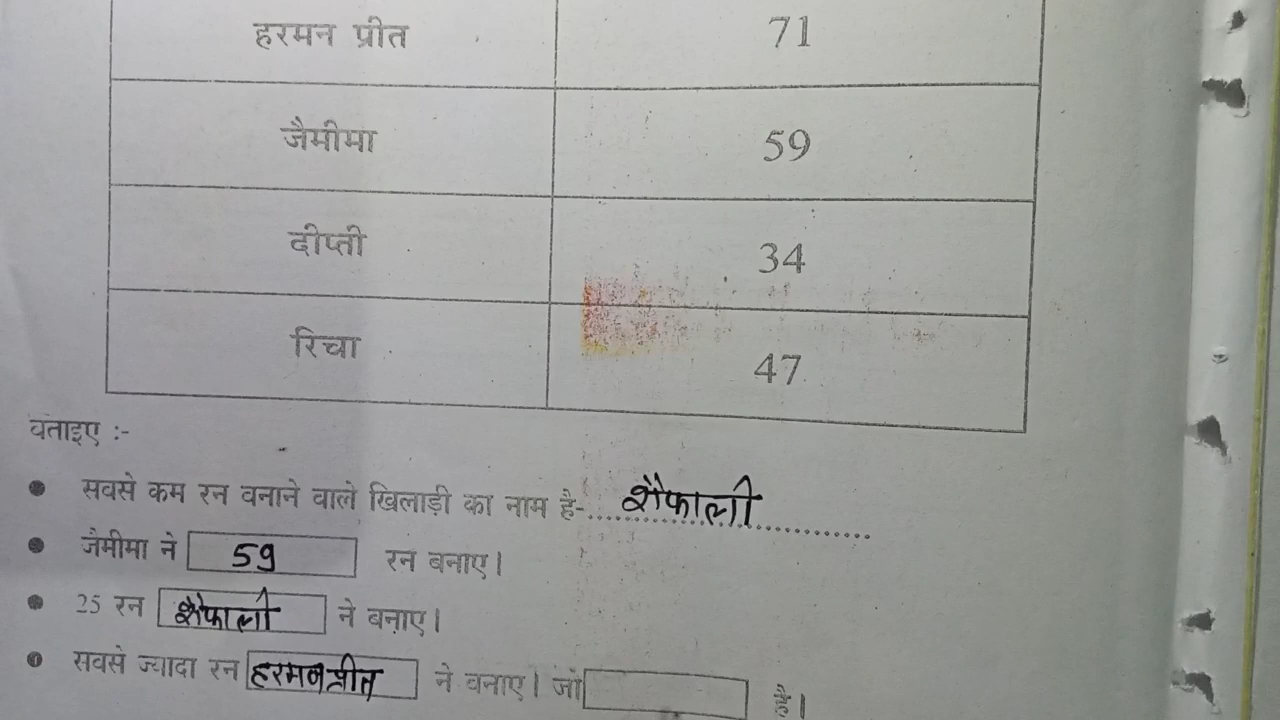 हरमन प्रीत 71
जैमीमा 59
दीप्ती 34
रिचा 47
बताइए :-
सबसे कम रन बनाने वाले खिलाड़ी का नाम है-..... शैफाली ..........
जैमीमा ने 59 रन बनाए।
25 रन शैफाली ने बनाए।
सबसे ज्यादा रन हरमनप्रीत ने बनाए। जो है।